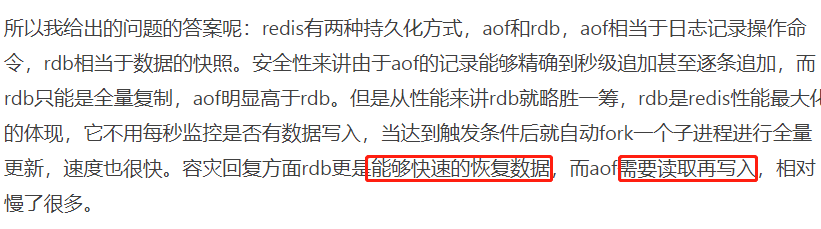 所以我给出的问题的答案呢：redis有两种持久化方式，aof和rdb，aof相当于日志记录操作命
令，rdb相当于数据的快照。安全性来讲由于aof的记录能够精确到秒级追加甚至逐条追加，而
rdb只能是全量复制，aof明显高于rdb。但是从性能来讲rdb就略胜一筹，rdb是redis性能最大化
的体现，它不用每秒监控是否有数据写入，当达到触发条件后就自动fork一个子进程进行全量
更新，速度也很快。容灾回复方面rdb更是能够快速的恢复数据，而aof需要读取再写入，相对
慢了很多。